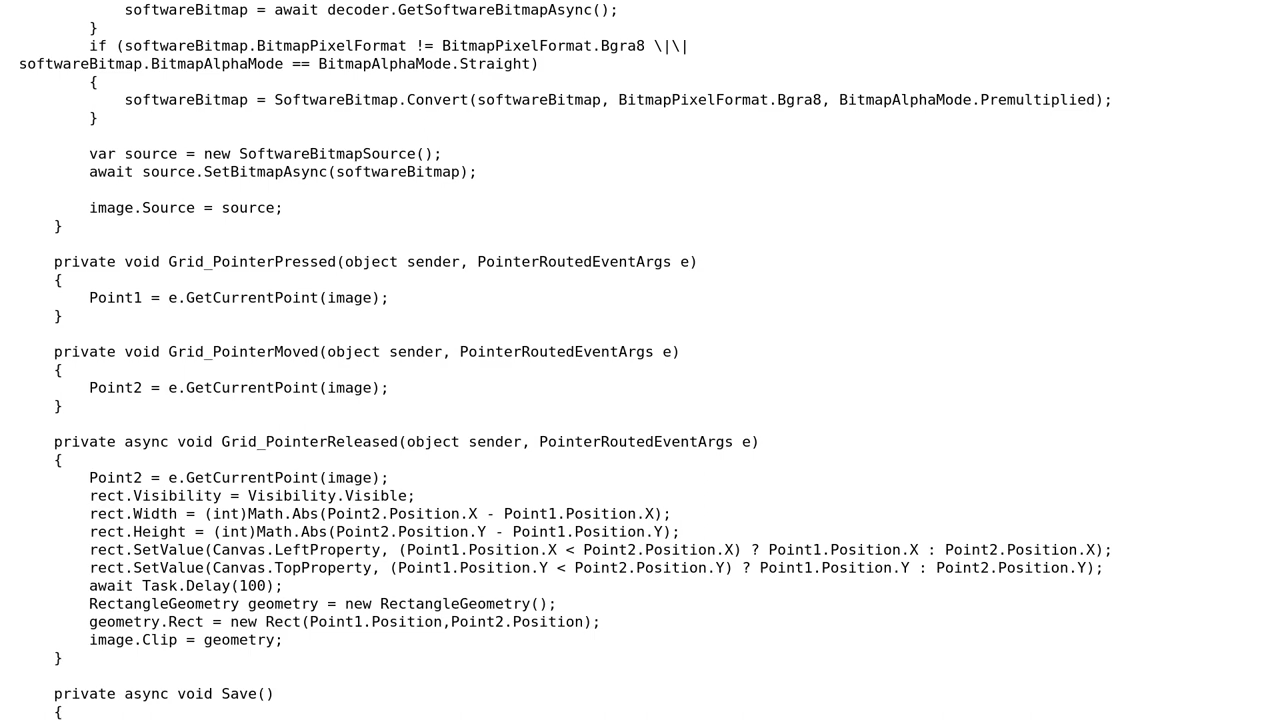 softwareBitmap = await decoder.GetSoftwareBitmapAsync();
}
if (softwareBitmap.BitmapPixelFormat != BitmapPixelFormat.Bgra8 \|\|
softwareBitmap.BitmapAlphaMode == BitmapAlphaMode.Straight)
{
softwareBitmap = SoftwareBitmap.Convert(softwareBitmap, BitmapPixelFormat.Bgra8, BitmapAlphaMode.Premultiplied);
}
var source = new SoftwareBitmapSource();
await source.SetBitmapAsync(softwareBitmap);
image.Source = source;
}
private void Grid_PointerPressed(object sender, PointerRoutedEventArgs e)
{
Point1 = e.GetCurrentPoint(image);
}
private void Grid_PointerMoved(object sender, PointerRoutedEventArgs e)
{
Point2 = e.GetCurrentPoint(image);
}
private async void Grid_PointerReleased(object sender, PointerRoutedEventArgs e)
{
Point2 = e.GetCurrentPoint(image);
rect.Visibility = Visibility.Visible;
rect.Width = (int)Math.Abs(Point2.Position.X - Point1.Position.X);
rect.Height = (int)Math.Abs(Point2.Position.Y - Point1.Position.Y);
rect.SetValue(Canvas.LeftProperty, (Point1.Position.X < Point2.Position.X) ? Point1.Position.X : Point2.Position.X);
rect.SetValue(Canvas.TopProperty, (Point1.Position.Y < Point2.Position.Y) ? Point1.Position.Y : Point2.Position.Y);
await Task.Delay(100);
RectangleGeometry geometry = new RectangleGeometry();
geometry.Rect = new Rect(Point1.Position,Point2.Position);
image.Clip = geometry;
}
private async void Save()
{